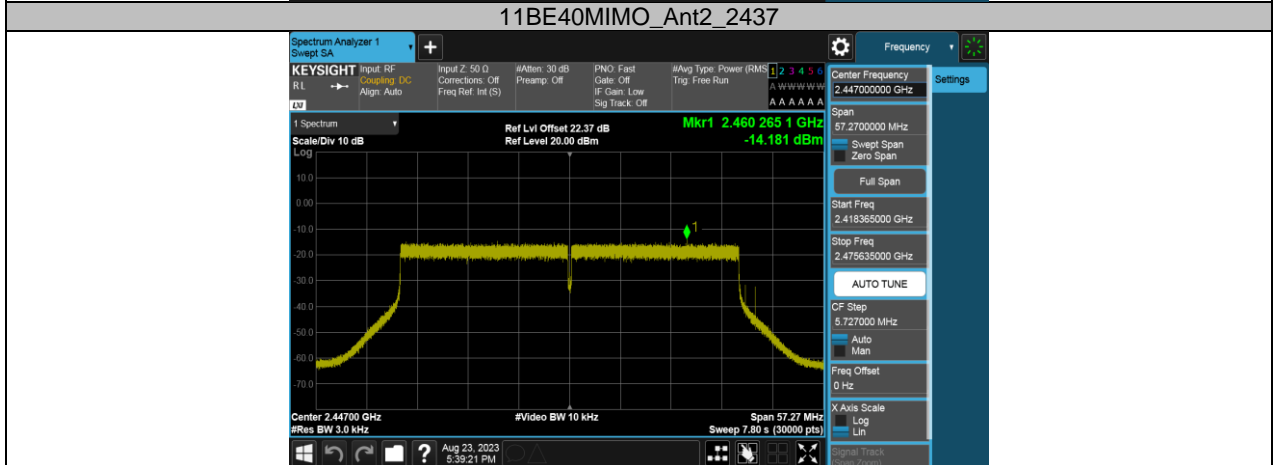 11BE40MIMO_Ant2_2437
Spectrum Analyzer 1
Swept SA
Frequency
KEYSIGHT
RL
LXI
Input: RF
Coupling: DC
Align: Auto
Input Z: 50 Ω
Corrections: Off
Freq Ref: Int (S)
#Atten: 30 dB
Preamp: Off
PNO: Fast
Gate: Off
IF Gain: Low
Sig Track: Off
#Avg Type: Power (RMS
Trig: Free Run
1 2 3 4 5 6
A W W W W W
A A A A A A
1 Spectrum
Scale/Div 10 dB
Log
Ref Lvl Offset 22.37 dB
Ref Level 20.00 dBm
Mkr1 2.460 265 1 GHz
-14.181 dBm
10.0
0.00
-10.0
-20.0
-30.0
-40.0
-50.0
-60.0
-70.0
1
Center 2.44700 GHz
#Res BW 3.0 kHz
#Video BW 10 kHz
Span 57.27 MHz
Sweep 7.80 s (30000 pts)
Center Frequency
2.447000000 GHz
Settings
Span
57.2700000 MHz
Swept Span
Zero Span
Full Span
Start Freq
2.418365000 GHz
Stop Freq
2.475635000 GHz
AUTO TUNE
CF Step
5.727000 MHz
Auto
Man
Freq Offset
0 Hz
X Axis Scale
Log
Lin
Signal Track
(Span Zoom)
?
Aug 23, 2023
5:39:21 PM